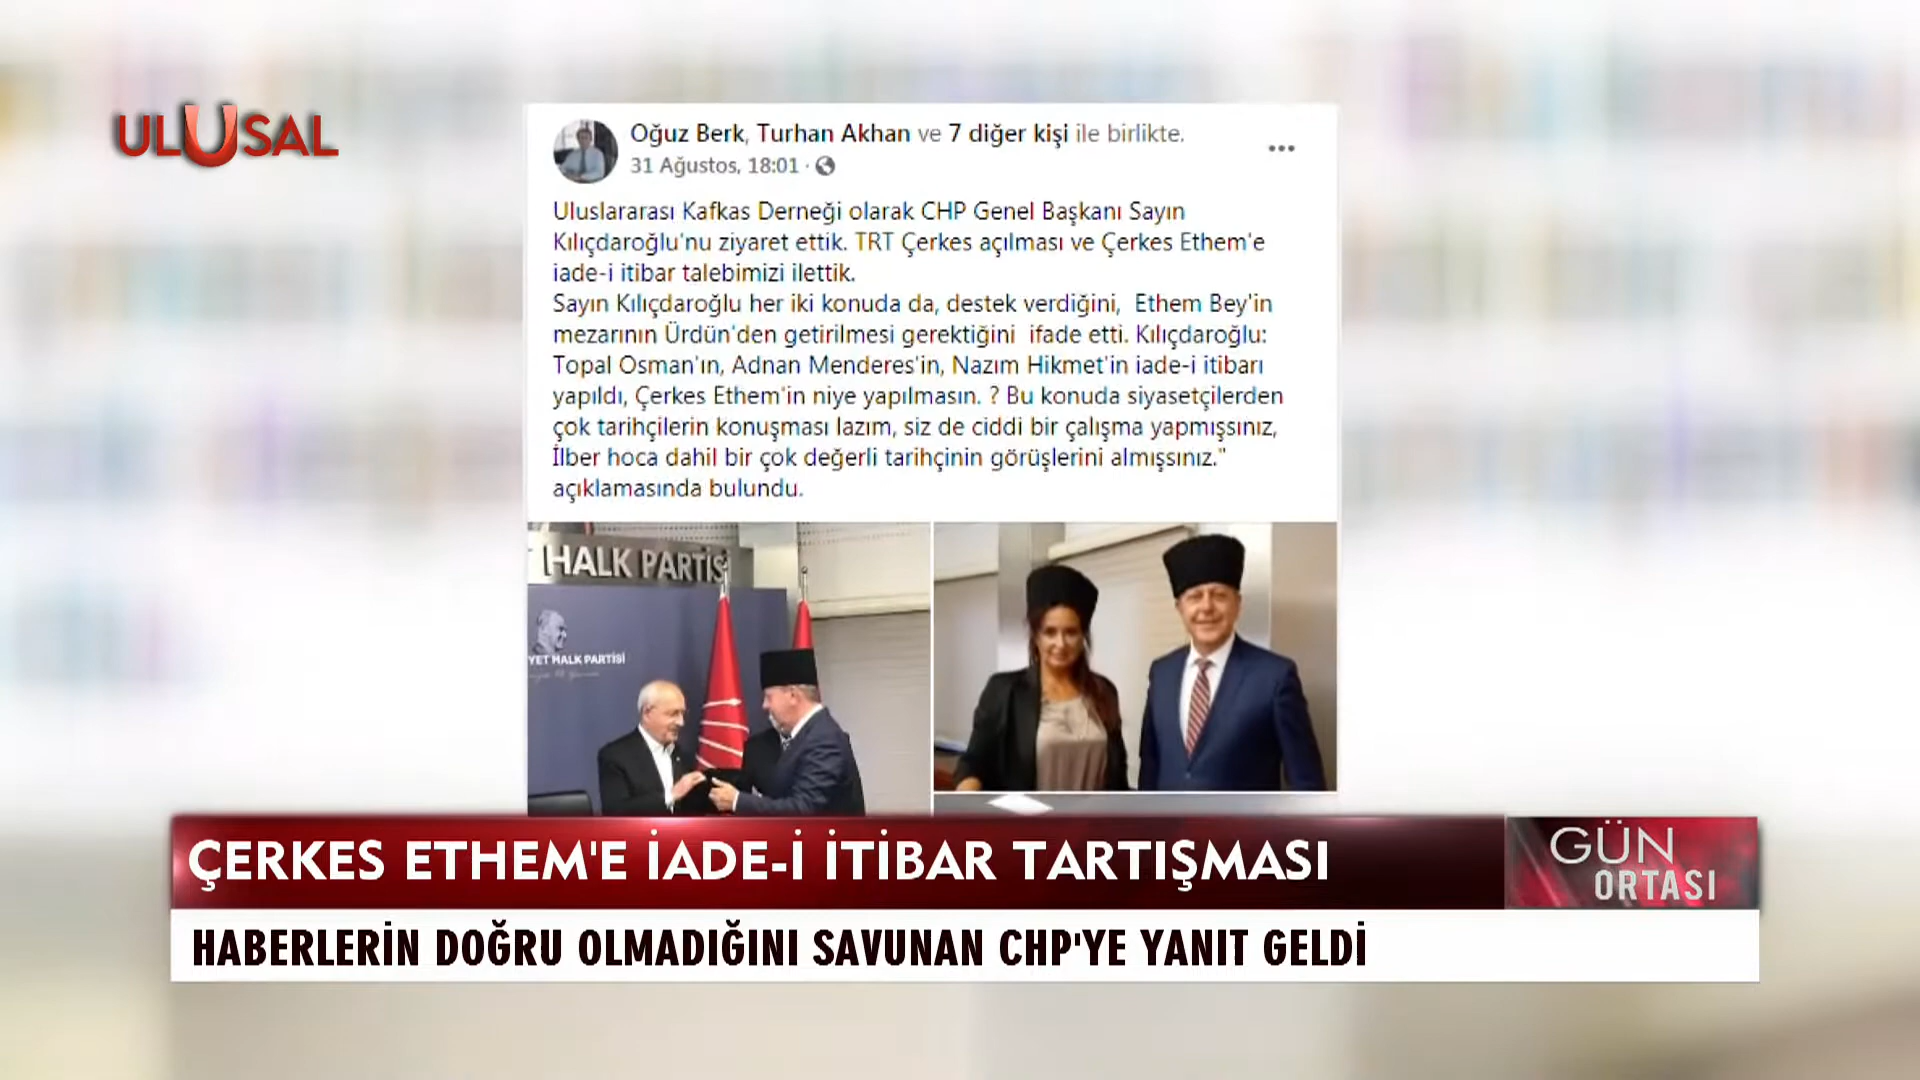 ULUSAL
Oğuz Berk, Turhan Akhan ve 7 diğer kişi ile birlikte.
31 Ağustos, 18:01 ·
Uluslararası Kafkas Derneği olarak CHP Genel Başkanı Sayın
Kılıçdaroğlu'nu ziyaret ettik. TRT Çerkes açılması ve Çerkes Ethem'e
iade-i itibar talebimizi ilettik.
Sayın Kılıçdaroğlu her iki konuda da, destek verdiğini, Ethem Bey'in
mezarının Ürdün'den getirilmesi gerektiğini ifade etti. Kılıçdaroğlu:
Topal Osman'ın, Adnan Menderes'in, Nazım Hikmet'in iade-i itibarı
yapıldı, Çerkes Ethem'in niye yapılmasın. ? Bu konuda siyasetçilerden
çok tarihçilerin konuşması lazım, siz de ciddi bir çalışma yapmışsınız,
İlber hoca dahil bir çok değerli tarihçinin görüşlerini almışsınız."
açıklamasında bulundu.
HALK PARTİSİ
YET HALK PARTİSİ
ÇERKES ETHEM'E İADE-İ İTİBAR TARTIŞMASI
GÜN
ORTASI
HABERLERİN DOĞRU OLMADIĞINI SAVUNAN CHP'YE YANIT GELDİ